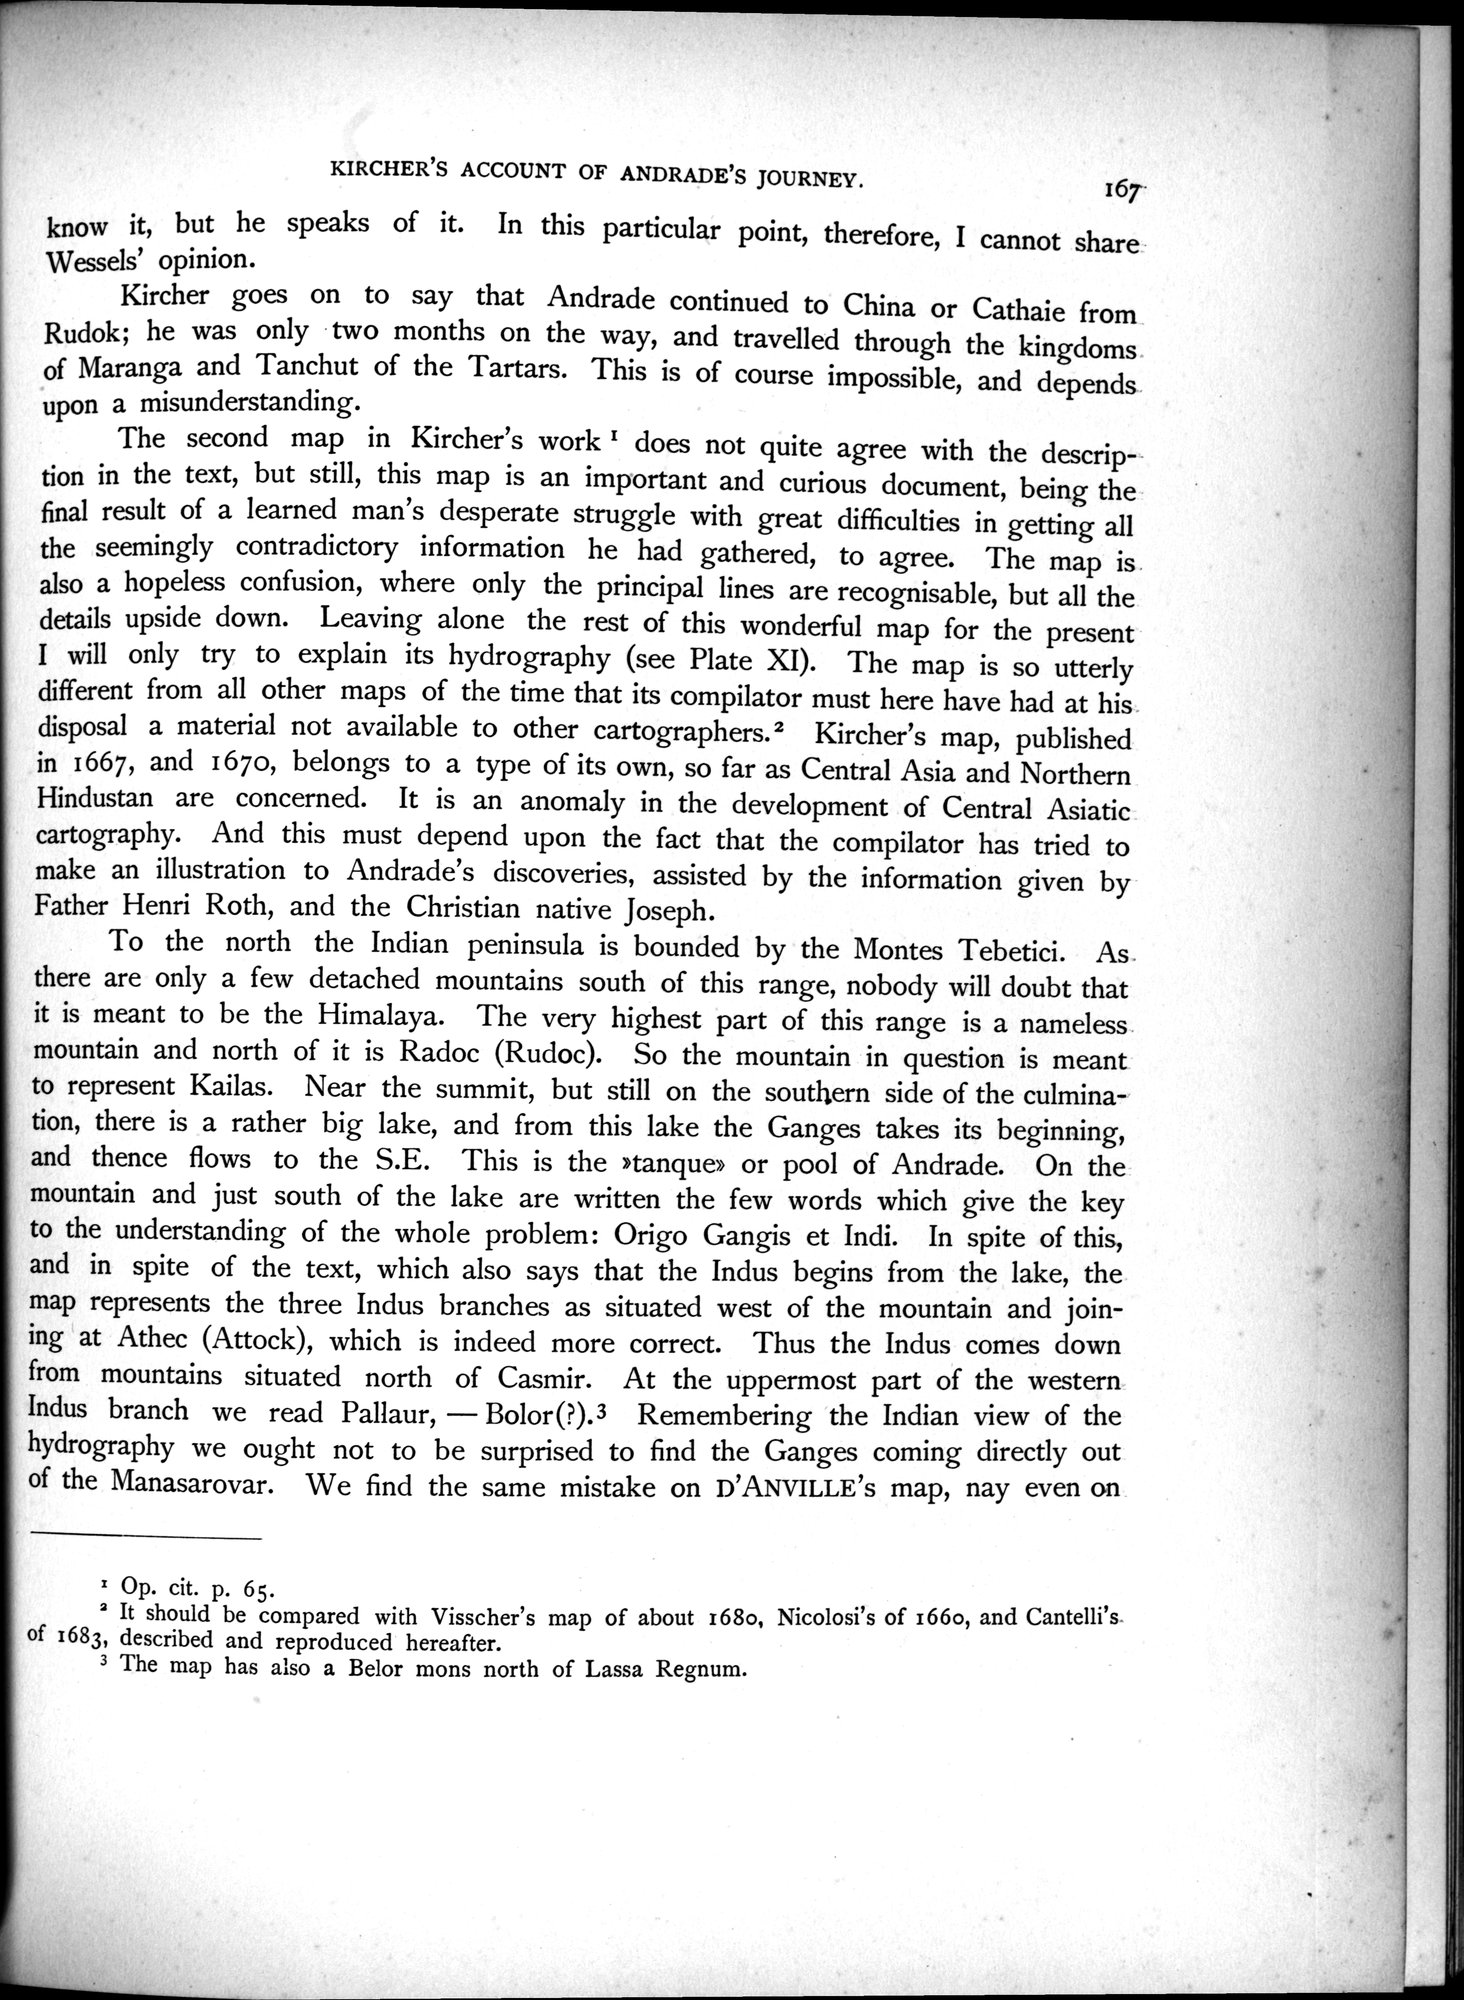 KIRCHER'S ACCOUNT OF ANDRADE'S JOURNEY. 167
know it, but he speaks of it. In this particular point, therefore, I cannot share
Wessels' opinion.
Kircher goes on to say that Andrade continued to China or Cathaie from
Rudok; he was only two months on the way, and travelled through the kingdoms
of Maranga and Tanchut of the Tartars. This is of course impossible, and depends
upon a misunderstanding.
The second map in Kircher's work ¹ does not quite agree with the descrip-
tion in the text, but still, this map is an important and curious document, being the
final result of a learned man's desperate struggle with great difficulties in getting all
the seemingly contradictory information he had gathered, to agree. The map is
also a hopeless confusion, where only the principal lines are recognisable, but all the
details upside down. Leaving alone the rest of this wonderful map for the present
I will only try to explain its hydrography (see Plate XI). The map is so utterly
different from all other maps of the time that its compilator must here have had at his
disposal a material not available to other cartographers.² Kircher's map, published
in 1667, and 1670, belongs to a type of its own, so far as Central Asia and Northern
Hindustan are concerned. It is an anomaly in the development of Central Asiatic
cartography. And this must depend upon the fact that the compilator has tried to
make an illustration to Andrade's discoveries, assisted by the information given by
Father Henri Roth, and the Christian native Joseph.
To the north the Indian peninsula is bounded by the Montes Tebetici. As
there are only a few detached mountains south of this range, nobody will doubt that
it is meant to be the Himalaya. The very highest part of this range is a nameless
mountain and north of it is Radoc (Rudoc). So the mountain in question is meant
to represent Kailas. Near the summit, but still on the southern side of the culmina-
tion, there is a rather big lake, and from this lake the Ganges takes its beginning,
and thence flows to the S.E. This is the »tanque» or pool of Andrade. On the
mountain and just south of the lake are written the few words which give the key
to the understanding of the whole problem: Origo Gangis et Indi. In spite of this,
and in spite of the text, which also says that the Indus begins from the lake, the
map represents the three Indus branches as situated west of the mountain and join-
ing at Athec (Attock), which is indeed more correct. Thus the Indus comes down
from mountains situated north of Casmir. At the uppermost part of the western
Indus branch we read Pallaur, — Bolor(?).³ Remembering the Indian view of the
hydrography we ought not to be surprised to find the Ganges coming directly out
of the Manasarovar. We find the same mistake on D'ANVILLE's map, nay even on
¹ Op. cit. p. 65.
² It should be compared with Visscher's map of about 1680, Nicolosi's of 1660, and Cantelli's
of 1683, described and reproduced hereafter.
³ The map has also a Belor mons north of Lassa Regnum.